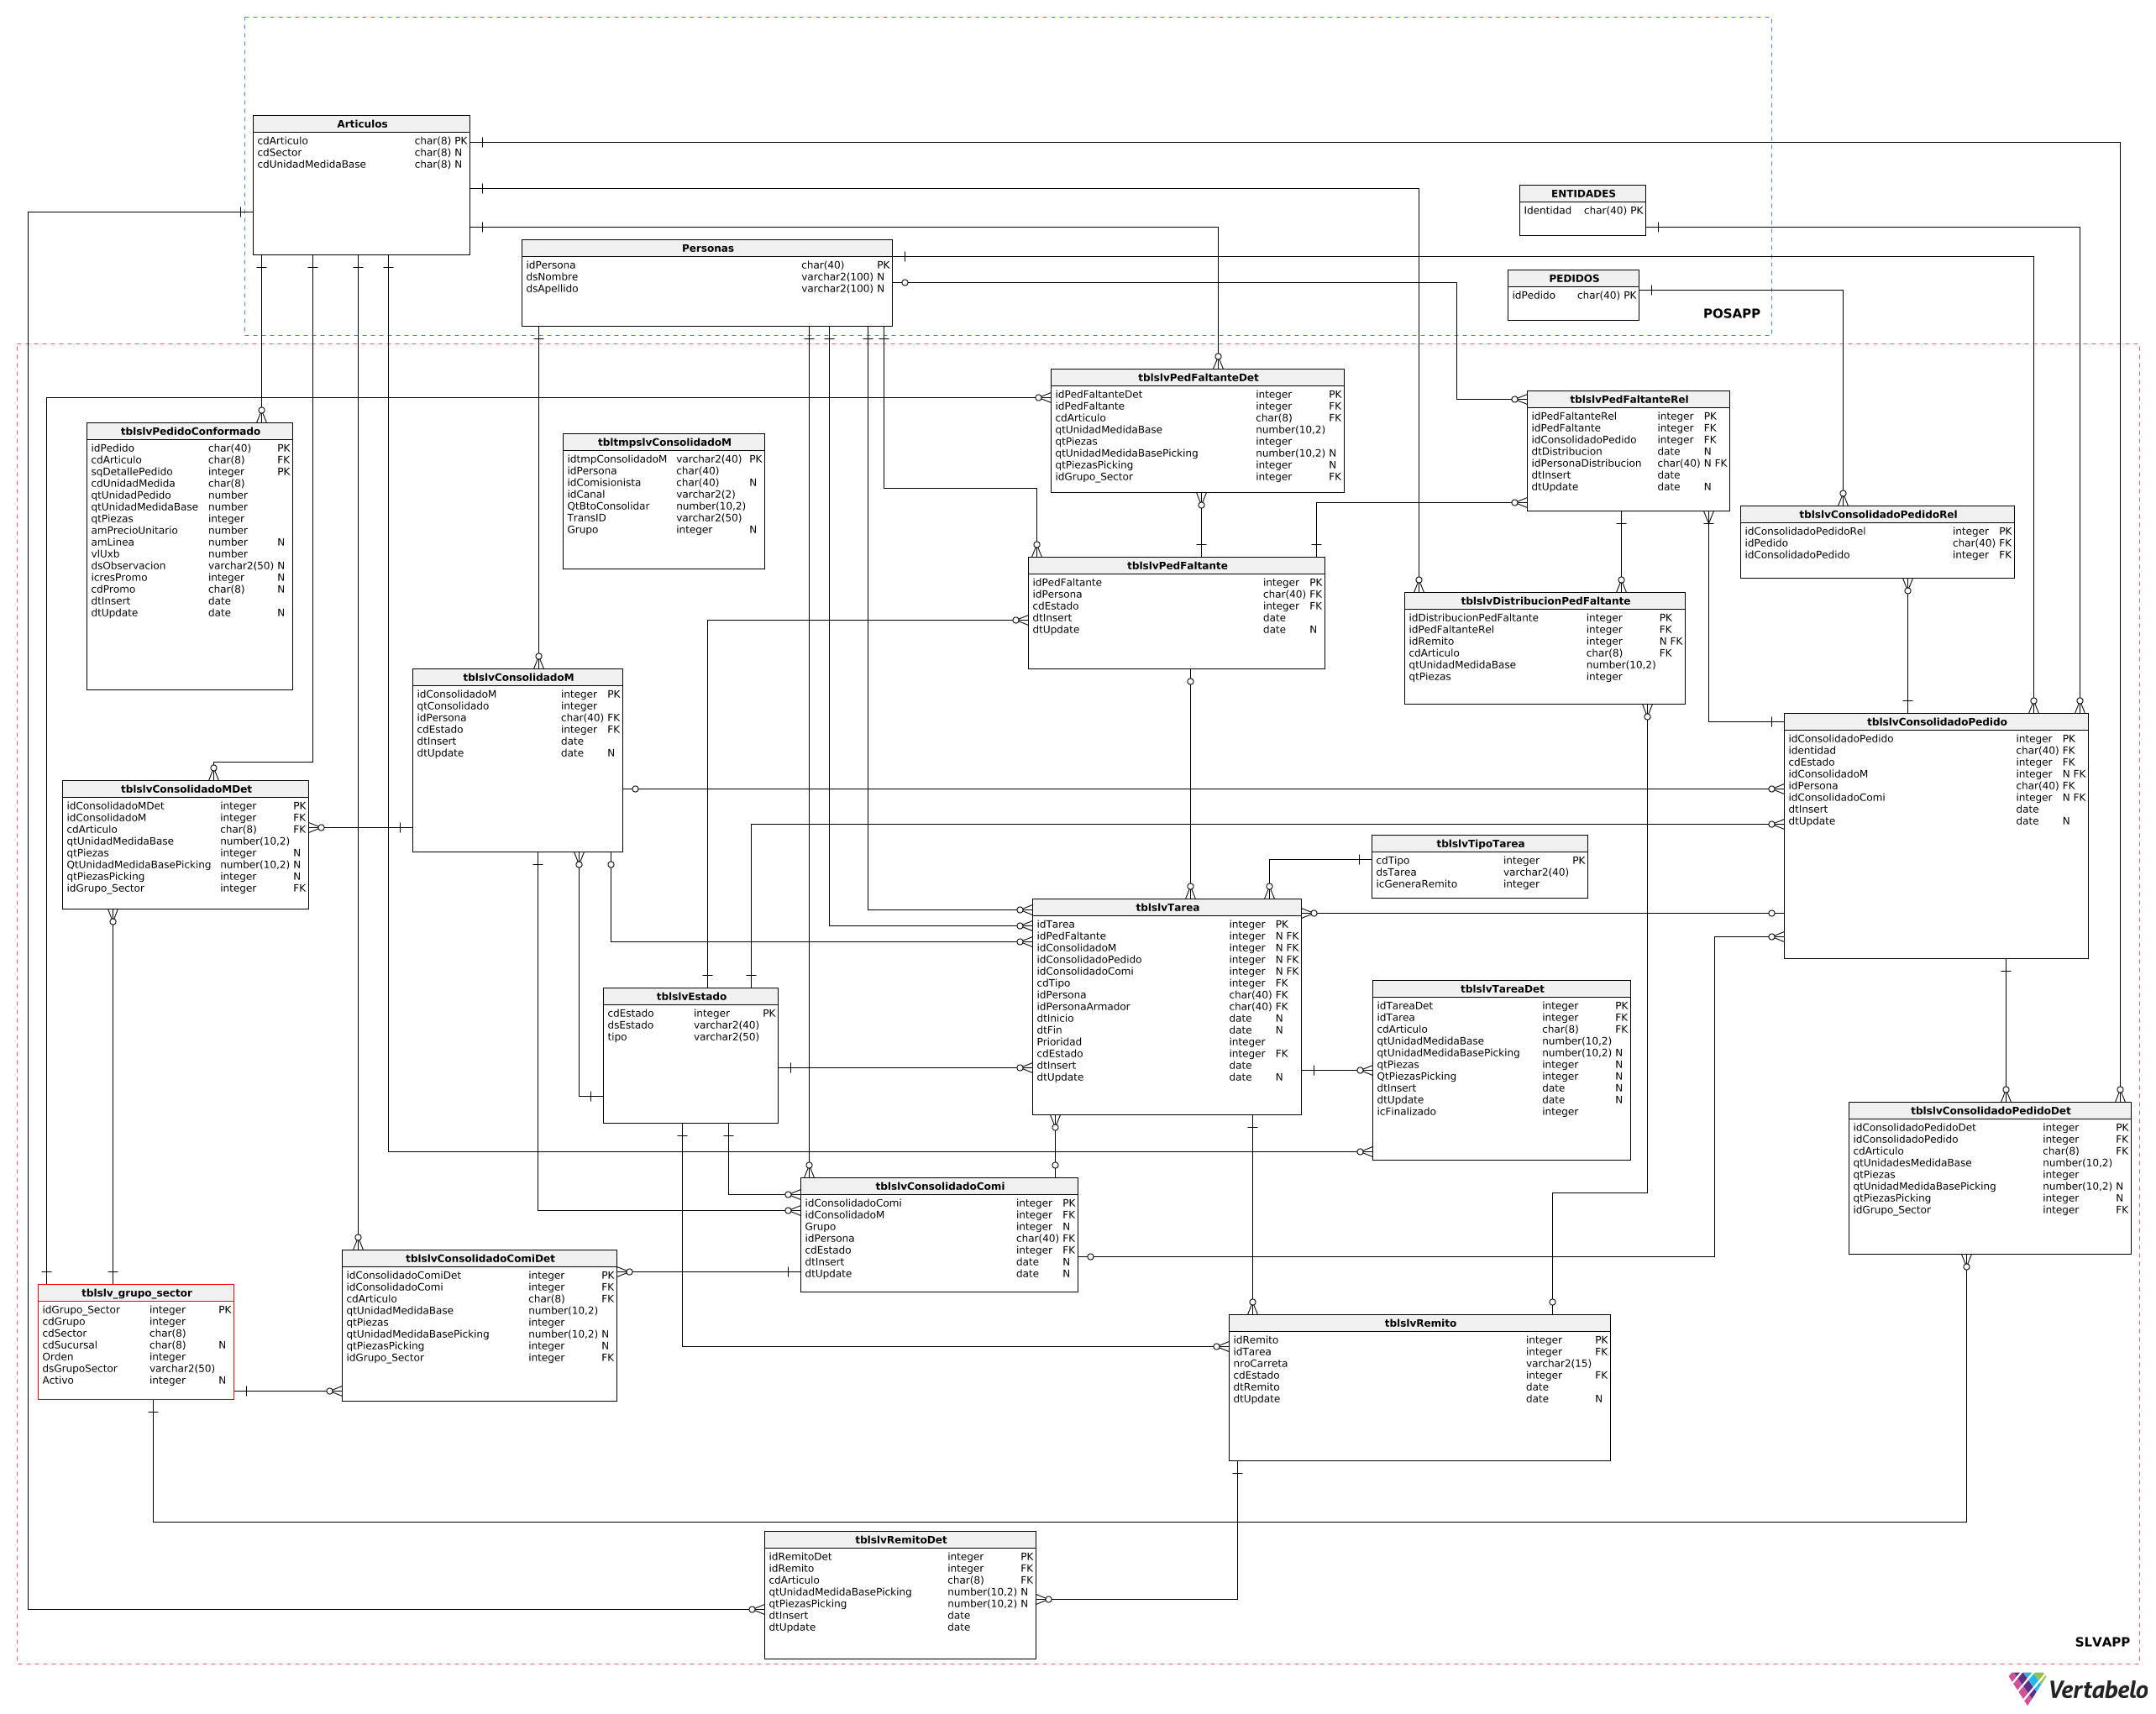 Articulos
cdArticulo char(8) PK
cdSector char(8) N
cdUnidadMedidaBase char(8) N
ENTIDADES
Identidad char(40) PK
Personas
idPersona char(40) PK
dsNombre varchar2(100) N
dsApellido varchar2(100) N
PEDIDOS
idPedido char(40) PK
POSAPP
tblslvPedFaltanteDet
idPedFaltanteDet integer PK
idPedFaltante integer FK
cdArticulo char(8) FK
qtUnidadMedidaBase number(10,2)
qtPiezas integer
qtUnidadMedidaBasePicking number(10,2) N
qtPiezasPicking integer N
idGrupo_Sector integer FK
tblslvPedFaltanteRel
idPedFaltanteRel integer PK
idPedFaltante integer FK
idConsolidadoPedido integer FK
dtDistribucion date N
idPersonaDistribucion char(40) N FK
dtInsert date
dtUpdate date N
tblslvPedidoConformado
idPedido char(40) PK
cdArticulo char(8) FK
sqDetallePedido integer PK
cdUnidadMedida char(8)
qtUnidadPedido number
qtUnidadMedidaBase number
qtPiezas integer
amPrecioUnitario number
amLinea number N
vlUxb number
dsObservacion varchar2(50) N
icresPromo integer N
cdPromo char(8) N
dtInsert date
dtUpdate date N
tbltmpslvConsolidadoM
idtmpConsolidadoM varchar2(40) PK
idPersona char(40)
idComisionista char(40) N
idCanal varchar2(2)
QtBtoConsolidar number(10,2)
TransID varchar2(50)
Grupo integer N
tblslvConsolidadoPedidoRel
idConsolidadoPedidoRel integer PK
idPedido char(40) FK
idConsolidadoPedido integer FK
tblslvPedFaltante
idPedFaltante integer PK
idPersona char(40) FK
cdEstado integer FK
dtInsert date
dtUpdate date N
tblslvDistribucionPedFaltante
idDistribucionPedFaltante integer PK
idPedFaltanteRel integer FK
idRemito integer N FK
cdArticulo char(8) FK
qtUnidadMedidaBase number(10,2)
qtPiezas integer
tblslvConsolidadoM
idConsolidadoM integer PK
qtConsolidado integer
idPersona char(40) FK
cdEstado integer FK
dtInsert date
dtUpdate date N
tblslvConsolidadoPedido
idConsolidadoPedido integer PK
identidad char(40) FK
cdEstado integer FK
idConsolidadoM integer N FK
idPersona char(40) FK
idConsolidadoComi integer N FK
dtInsert date
dtUpdate date N
tblslvConsolidadoMDet
idConsolidadoMDet integer PK
idConsolidadoM integer FK
cdArticulo char(8) FK
qtUnidadMedidaBase number(10,2)
qtPiezas integer N
QtUnidadMedidaBasePicking number(10,2) N
qtPiezasPicking integer N
idGrupo_Sector integer FK
tblslvTipoTarea
cdTipo integer PK
dsTarea varchar2(40)
icGeneraRemito integer
tblslvTarea
idTarea integer PK
idPedFaltante integer N FK
idConsolidadoM integer N FK
idConsolidadoPedido integer N FK
idConsolidadoComi integer N FK
cdTipo integer FK
idPersona char(40) FK
idPersonaArmador char(40) FK
dtInicio date N
dtFin date N
Prioridad integer
cdEstado integer FK
dtInsert date
dtUpdate date N
tblslvEstado
cdEstado integer PK
dsEstado varchar2(40)
tipo varchar2(50)
tblslvTareaDet
idTareaDet integer PK
idTarea integer FK
cdArticulo char(8) FK
qtUnidadMedidaBase number(10,2)
qtUnidadMedidaBasePicking number(10,2) N
qtPiezas integer N
QtPiezasPicking integer N
dtInsert date N
dtUpdate date N
icFinalizado integer
tblslvConsolidadoPedidoDet
idConsolidadoPedidoDet integer PK
idConsolidadoPedido integer FK
cdArticulo char(8) FK
qtUnidadesMedidaBase number(10,2)
qtPiezas integer
qtUnidadMedidaBasePicking number(10,2) N
qtPiezasPicking integer N
idGrupo_Sector integer FK
tblslvConsolidadoComi
idConsolidadoComi integer PK
idConsolidadoM integer FK
Grupo integer N
idPersona char(40) FK
cdEstado integer FK
dtInsert date N
dtUpdate date N
tblslvConsolidadoComiDet
idConsolidadoComiDet integer PK
idConsolidadoComi integer FK
cdArticulo char(8) FK
qtUnidadMedidaBase number(10,2)
qtPiezas integer
qtUnidadMedidaBasePicking number(10,2) N
qtPiezasPicking integer N
idGrupo_Sector integer FK
tblslv_grupo_sector
idGrupo_Sector integer PK
cdGrupo integer
cdSector char(8)
cdSucursal char(8) N
Orden integer
dsGrupoSector varchar2(50)
Activo integer N
tblslvRemito
idRemito integer PK
idTarea integer FK
nroCarreta varchar2(15)
cdEstado integer FK
dtRemito date
dtUpdate date N
tblslvRemitoDet
idRemitoDet integer PK
idRemito integer FK
cdArticulo char(8) FK
qtUnidadMedidaBasePicking number(10,2) N
qtPiezasPicking number(10,2) N
dtInsert date
dtUpdate date
SLVAPP
Vertabelo